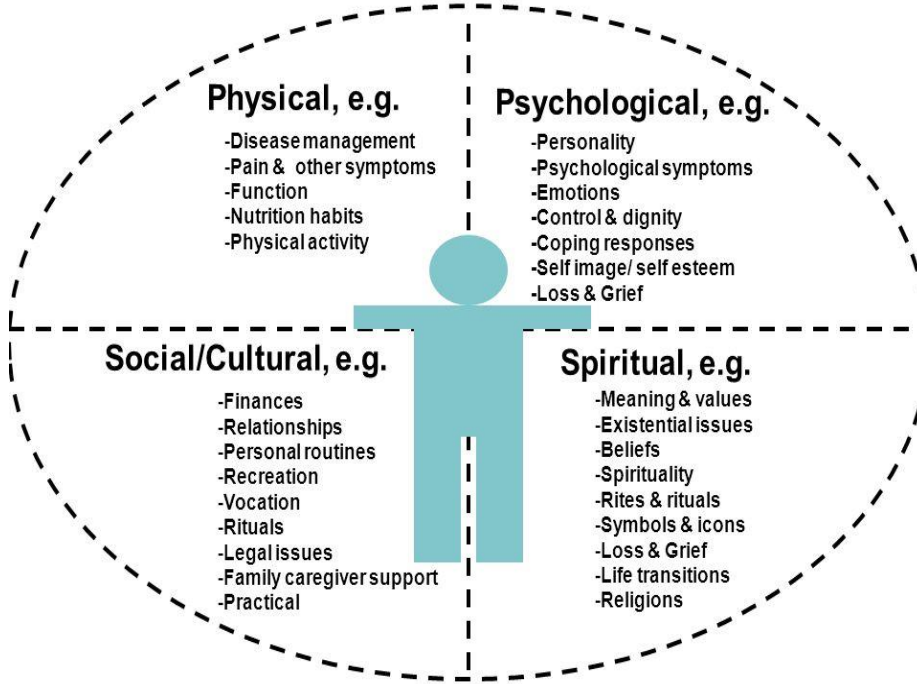 Physical, e.g.
-Disease management
-Pain & other symptoms
-Function
-Nutrition habits
-Physical activity
Psychological, e.g.
-Personality
-Psychological symptoms
-Emotions
-Control & dignity
-Coping responses
-Self image/ self esteem
-Loss & Grief
Social/Cultural, e.g.
-Finances
-Relationships
-Personal routines
-Recreation
-Vocation
-Rituals
-Legal issues
-Family caregiver support
-Practical
Spiritual, e.g.
-Meaning & values
-Existential issues
-Beliefs
-Spirituality
-Rites & rituals
-Symbols & icons
-Loss & Grief
-Life transitions
-Religions